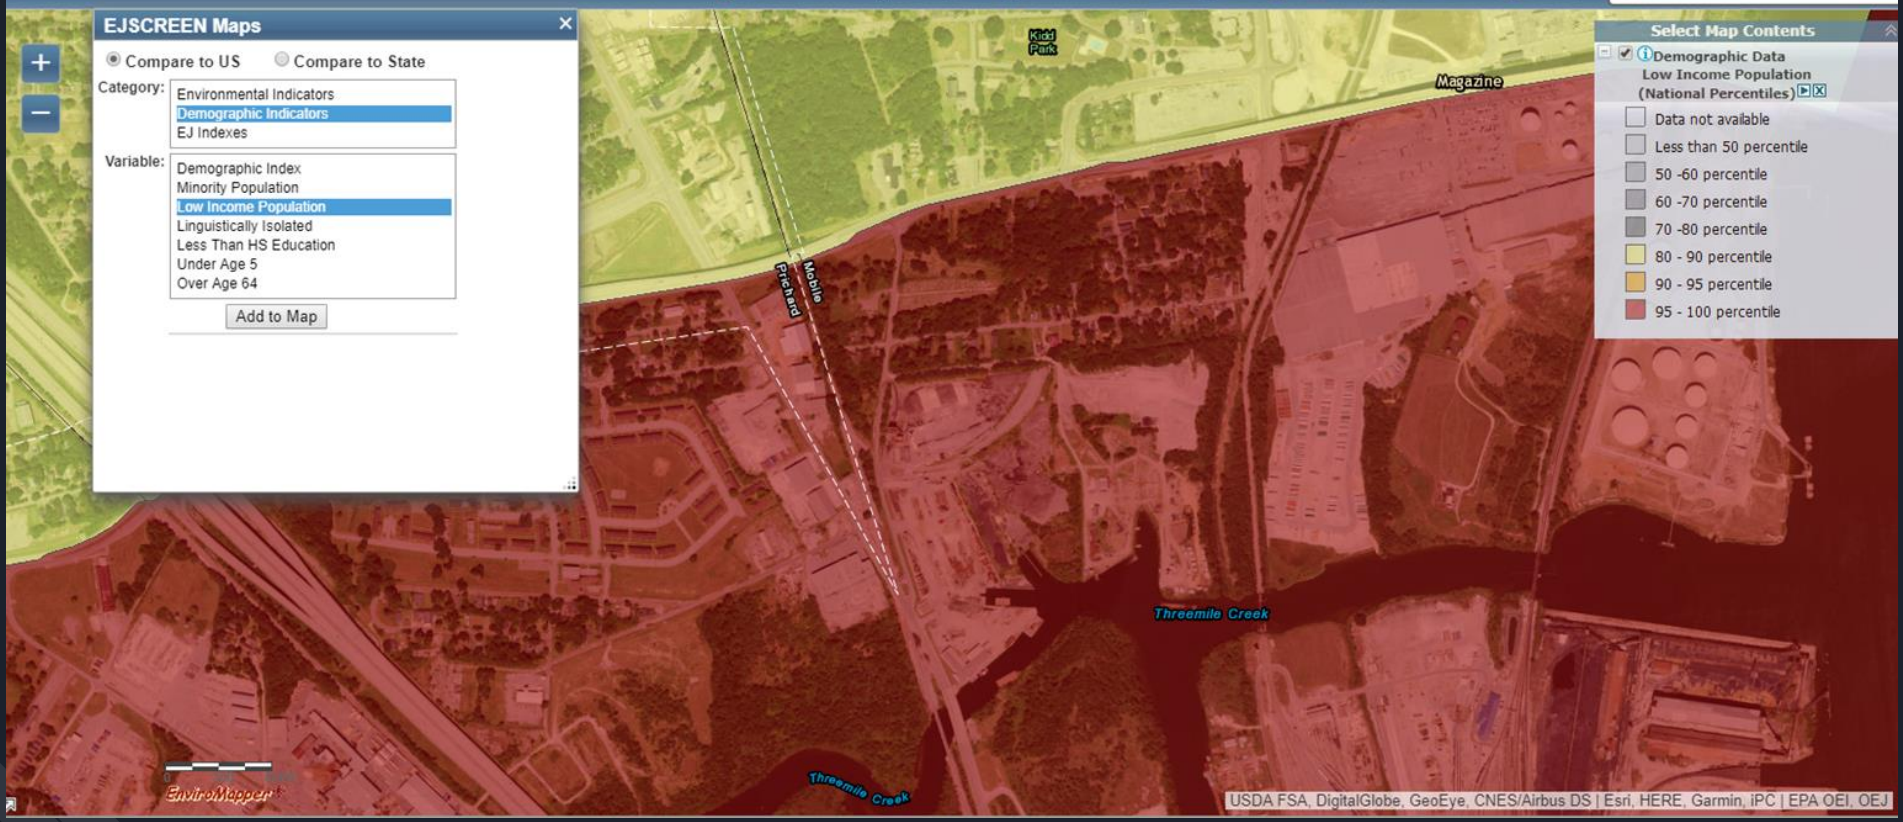 EJSCREEN Maps
Compare to US
Compare to State
Category:
Environmental Indicators
Demographic Indicators
EJ Indexes
Variable:
Demographic Index
Minority Population
Low Income Population
Linguistically Isolated
Less Than HS Education
Under Age 5
Over Age 64
Add to Map
Kidd
Park
Magazine
Prichard
Mobile
Threemile Creek
Threemile Creek
Select Map Contents
Demographic Data
Low Income Population
(National Percentiles)
Data not available
Less than 50 percentile
50 -60 percentile
60 -70 percentile
70 -80 percentile
80 - 90 percentile
90 - 95 percentile
95 - 100 percentile
0
EnviroMapper
USDA FSA, DigitalGlobe, GeoEye, CNES/Airbus DS | Esri, HERE, Garmin, iPC | EPA OEI, OEJ